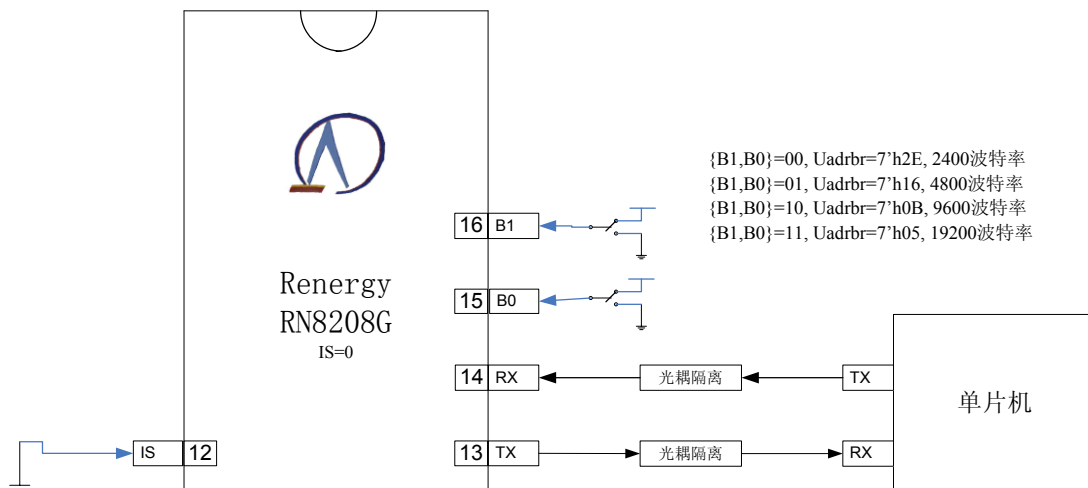 {B1,B0}=00, Uadrbr=7'h2E, 2400波特率
{B1,B0}=01, Uadrbr=7'h16, 4800波特率
{B1,B0}=10, Uadrbr=7'h0B, 9600波特率
{B1,B0}=11, Uadrbr=7'h05, 19200波特率
16 B1
Renergy
RN8208G
IS=0
15 B0
14 RX
光耦隔离
TX
单片机
IS 12
13 TX
光耦隔离
RX